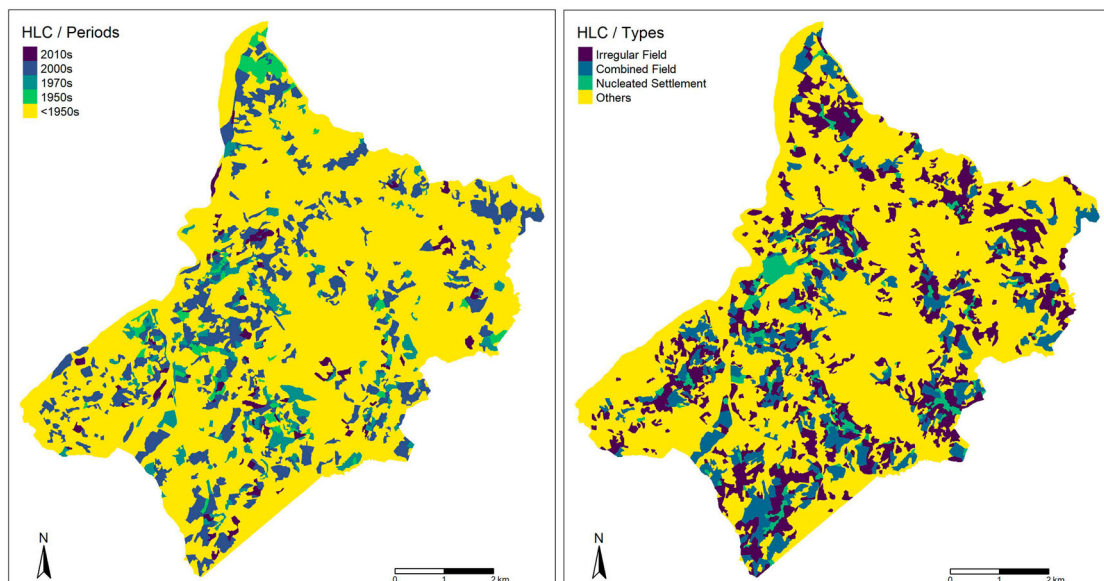 HLC / Periods
2010s
2000s
1970s
1950s
<1950s
N
0 1 2 km
HLC / Types
Irregular Field
Combined Field
Nucleated Settlement
Others
N
0 1 2 km